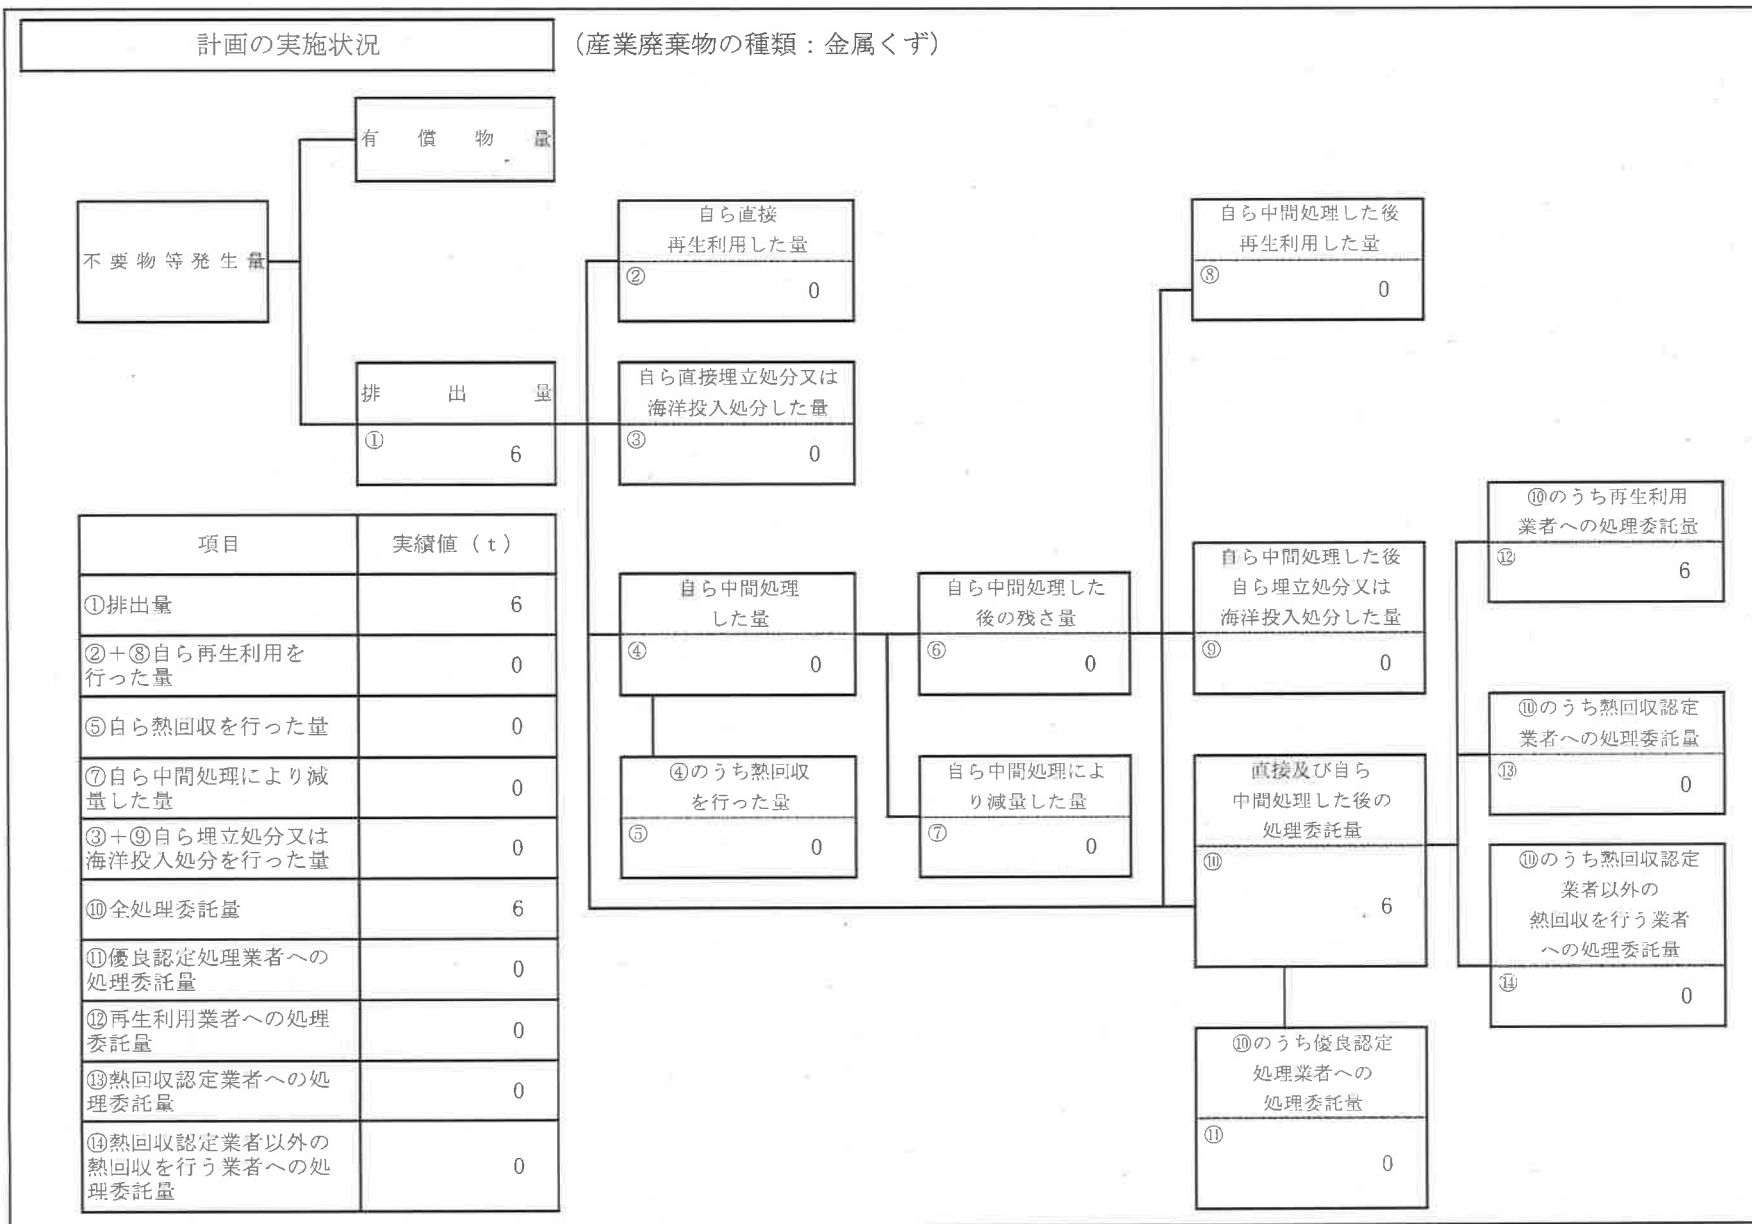 計画の実施状況
(産業廃棄物の種類:金属くず)
有償物量
不要物等発生量
排出量
①
6
自ら直接
再生利用した量
②
0
自ら直接埋立処分又は
海洋投入処分した量
③
0
自ら中間処理
した量
④
0
④のうち熱回収
を行った量
⑤
0
自ら中間処理した
後の残さ量
⑥
0
自ら中間処理によ
り減量した量
⑦
0
自ら中間処理した後
再生利用した量
⑧
0
自ら中間処理した後
自ら埋立処分又は
海洋投入処分した量
⑨
0
直接及び自ら
中間処理した後の
処理委託量
⑩
6
⑩のうち優良認定
処理業者への
処理委託量
⑪
0
⑩のうち再生利用
業者への処理委託量
⑫
6
⑩のうち熱回収認定
業者への処理委託量
⑬
0
⑩のうち熱回収認定
業者以外の
熱回収を行う業者
への処理委託量
⑭
0
項目 実績値(t)
①排出量 6
②+⑧自ら再生利用を
行った量 0
⑤自ら熱回収を行った量 0
⑦自ら中間処理により減
量した量 0
③+⑨自ら埋立処分又は
海洋投入処分を行った量 0
⑩全処理委託量 6
⑪優良認定処理業者への
処理委託量 0
⑫再生利用業者への処理
委託量 0
⑬熱回収認定業者への処
理委託量 0
⑭熱回収認定業者以外の
熱回収を行う業者への処
理委託量 0